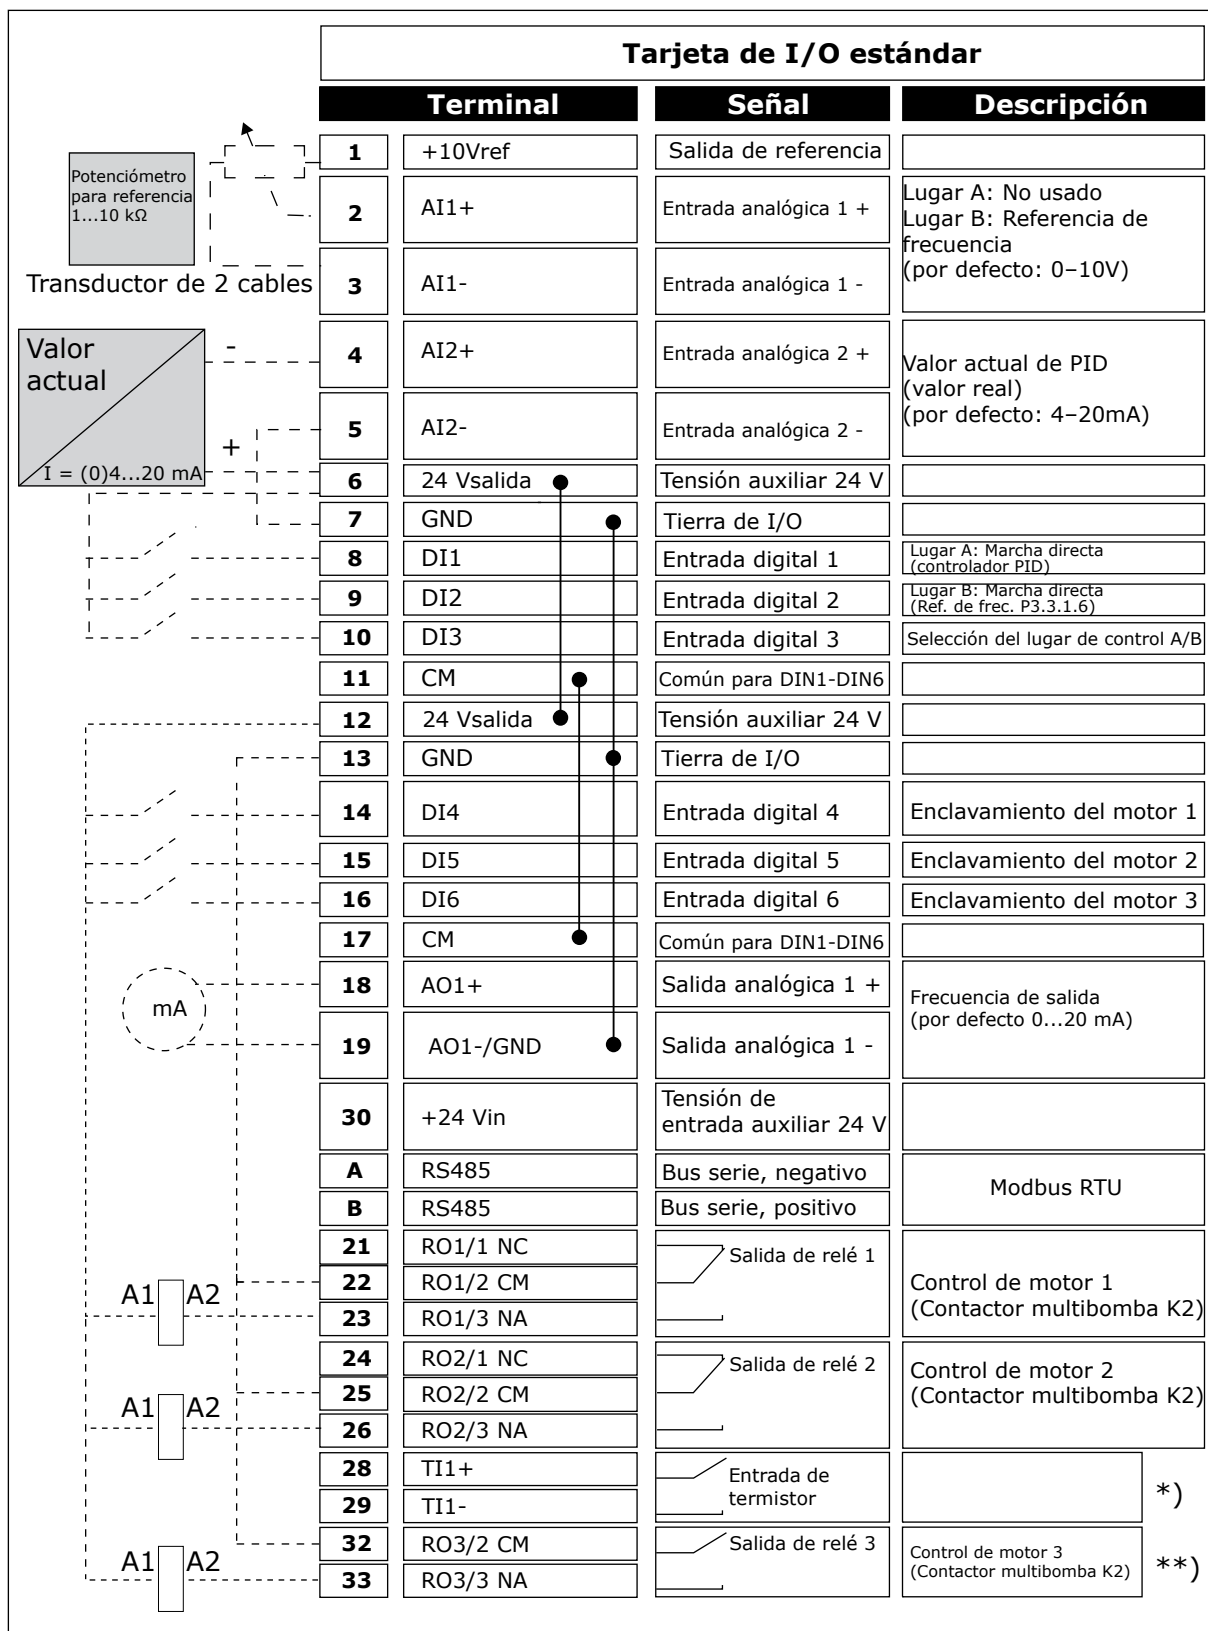 Tarjeta de I/O estándar
Terminal Señal Descripción
Potenciómetro
para referencia
1...10 kΩ
1 +10Vref Salida de referencia
2 AI1+ Entrada analógica 1 +
Lugar A: No usado
Lugar B: Referencia de
frecuencia
(por defecto: 0–10V)
Transductor de 2 cables
3 AI1- Entrada analógica 1 -
Valor
actual
-
+
I = (0)4...20 mA
4 AI2+ Entrada analógica 2 +
Valor actual de PID
(valor real)
(por defecto: 4–20mA)
5 AI2- Entrada analógica 2 -
6 24 Vsalida Tensión auxiliar 24 V
7 GND Tierra de I/O
8 DI1 Entrada digital 1
Lugar A: Marcha directa
(controlador PID)
9 DI2 Entrada digital 2
Lugar B: Marcha directa
(Ref. de frec. P3.3.1.6)
10 DI3 Entrada digital 3 Selección del lugar de control A/B
11 CM Común para DIN1-DIN6
12 24 Vsalida Tensión auxiliar 24 V
13 GND Tierra de I/O
14 DI4 Entrada digital 4 Enclavamiento del motor 1
15 DI5 Entrada digital 5 Enclavamiento del motor 2
16 DI6 Entrada digital 6 Enclavamiento del motor 3
17 CM Común para DIN1-DIN6
mA
18 AO1+ Salida analógica 1 +
Frecuencia de salida
(por defecto 0...20 mA)
19 AO1-/GND Salida analógica 1 -
30 +24 Vin
Tensión de
entrada auxiliar 24 V
A RS485 Bus serie, negativo
Modbus RTU
B RS485 Bus serie, positivo
21 RO1/1 NC
Salida de relé 1
22 RO1/2 CM
Control de motor 1
(Contactor multibomba K2)
A1 A2
23 RO1/3 NA
24 RO2/1 NC
Salida de relé 2
25 RO2/2 CM
Control de motor 2
(Contactor multibomba K2)
A1 A2
26 RO2/3 NA
28 TI1+
Entrada de
termistor
*)
29 TI1-
32 RO3/2 CM
Salida de relé 3
Control de motor 3
(Contactor multibomba K2)
**)
A1 A2
33 RO3/3 NA